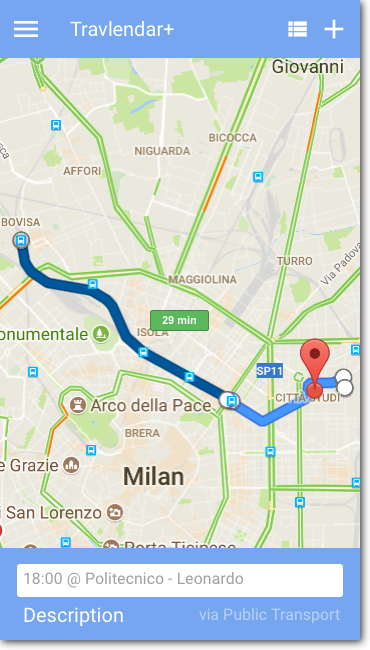 Travlendar+
Giovanni
BICOCCA
NIGUARDA
AFFORI
BOVISA
TURRO
Via Padova
MAGGIOLINA
29 min
onumentale
ISOLA
SP11
CITTÀ STUDI
Arco della Pace
BRERA
e Grazie
Milan
i San Lorenzo
Porta Ticinese
18:00 @ Politecnico - Leonardo
Description
via Public Transport